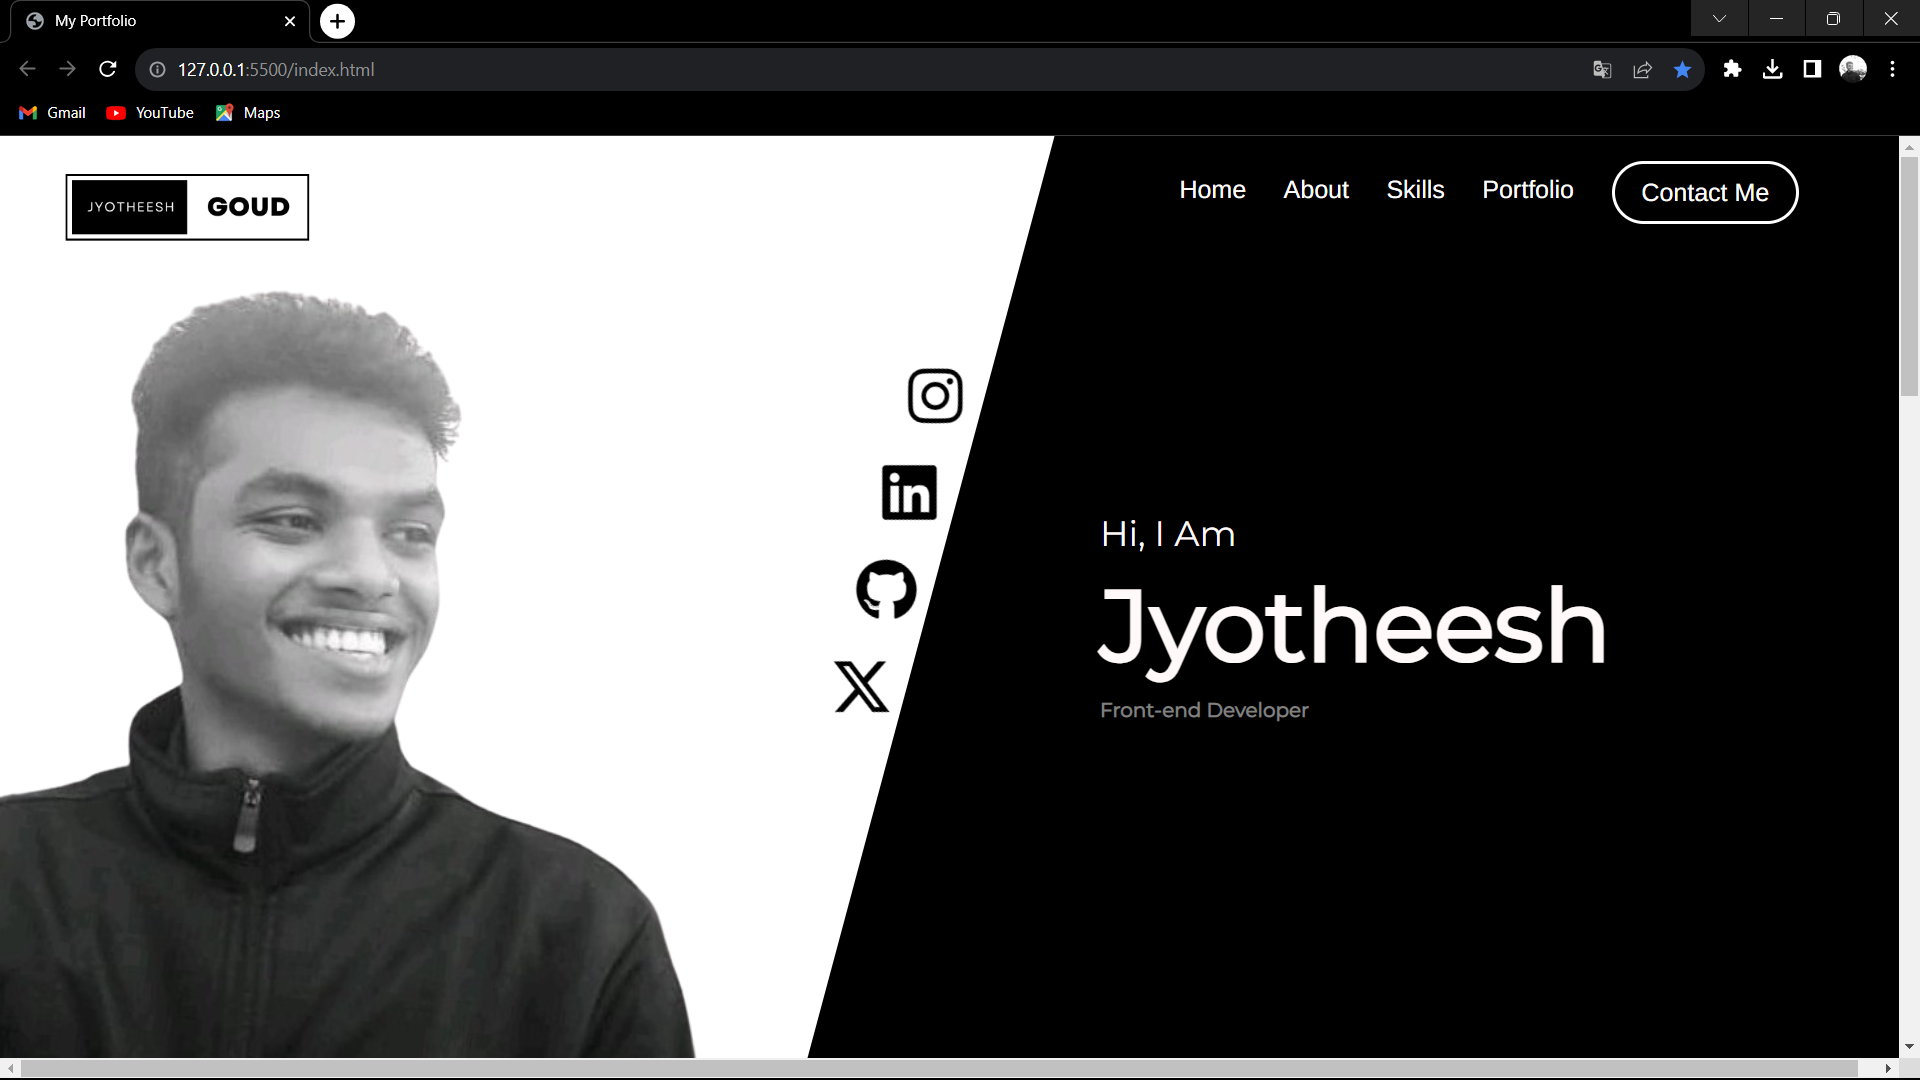 My Portfolio
127.0.0.1:5500/index.html
Gmail YouTube Maps
JYOTHEESH GOUD
Home About Skills Portfolio Contact Me
in
Hi, I Am
Jyotheesh
Front-end Developer